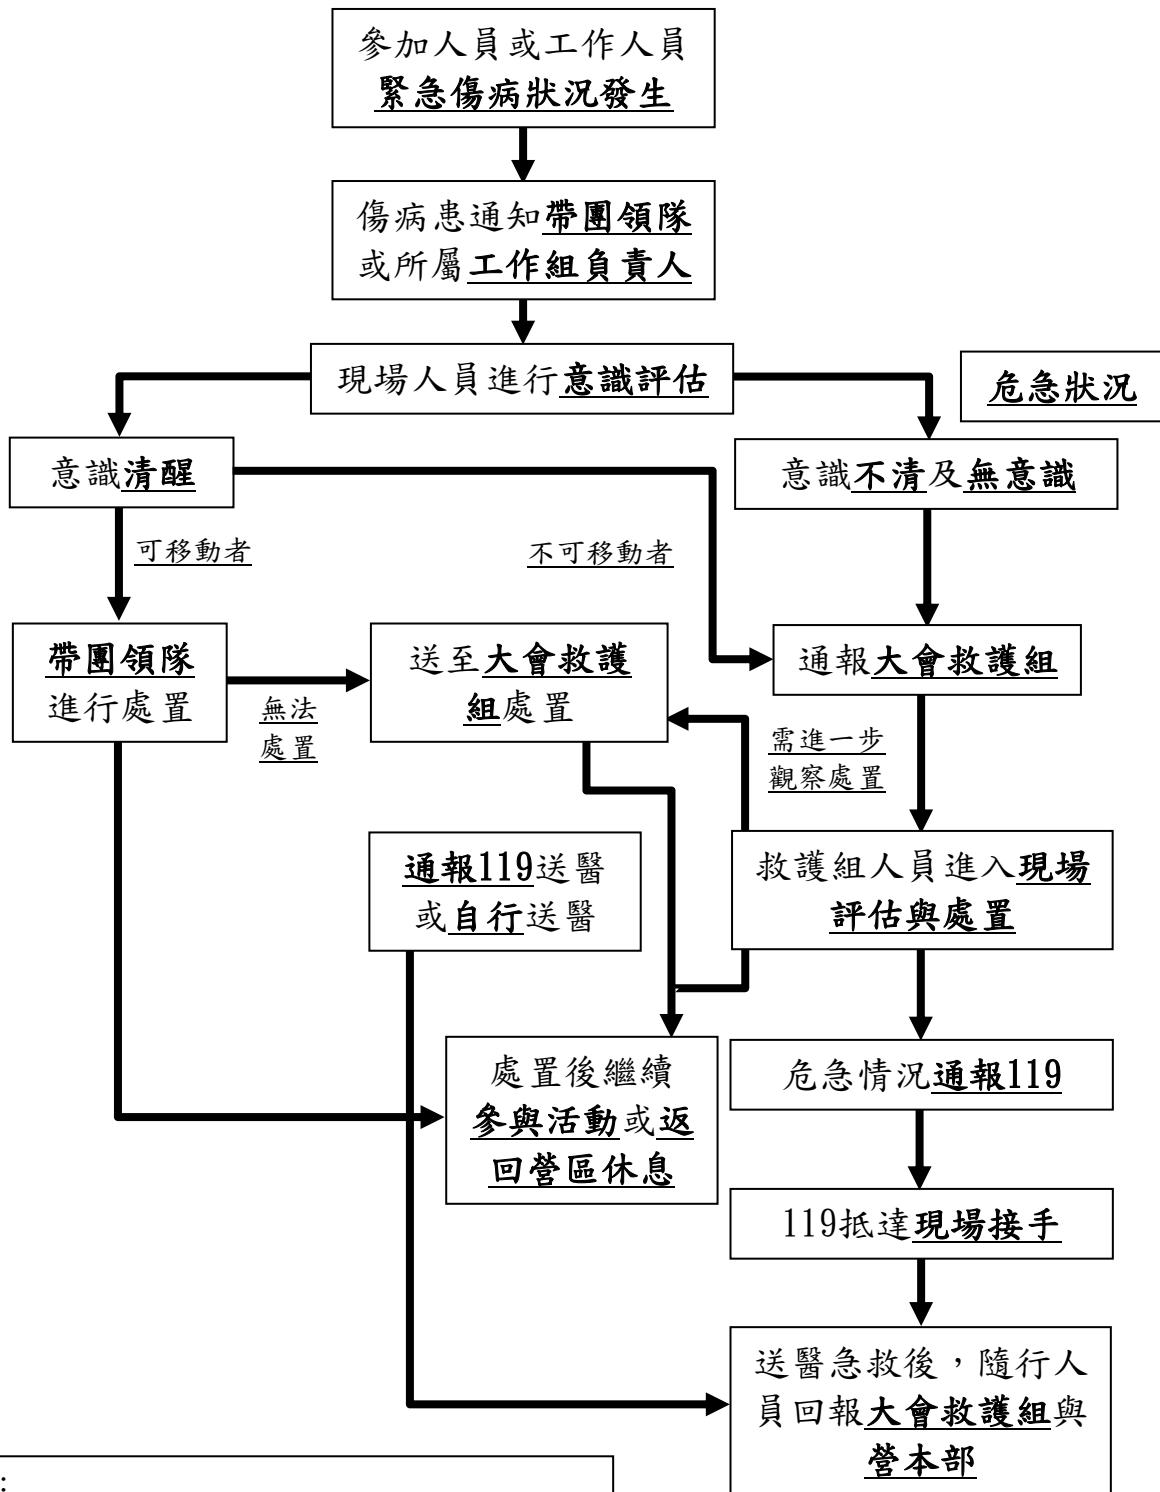 參加人員或工作人員
緊急傷病狀況發生
傷病患通知帶團領隊
或所屬工作組負責人
現場人員進行意識評估
危急狀況
意識清醒
意識不清及無意識
可移動者
不可移動者
帶團領隊
進行處置
無法
處置
送至大會救護
組處置
通報大會救護組
需進一步
觀察處置
通報119送醫
或自行送醫
救護組人員進入現場
評估與處置
處置後繼續
參與活動或返
回營區休息
危急情況通報119
119抵達現場接手
送醫急救後，隨行人
員回報大會救護組與
營本部
: